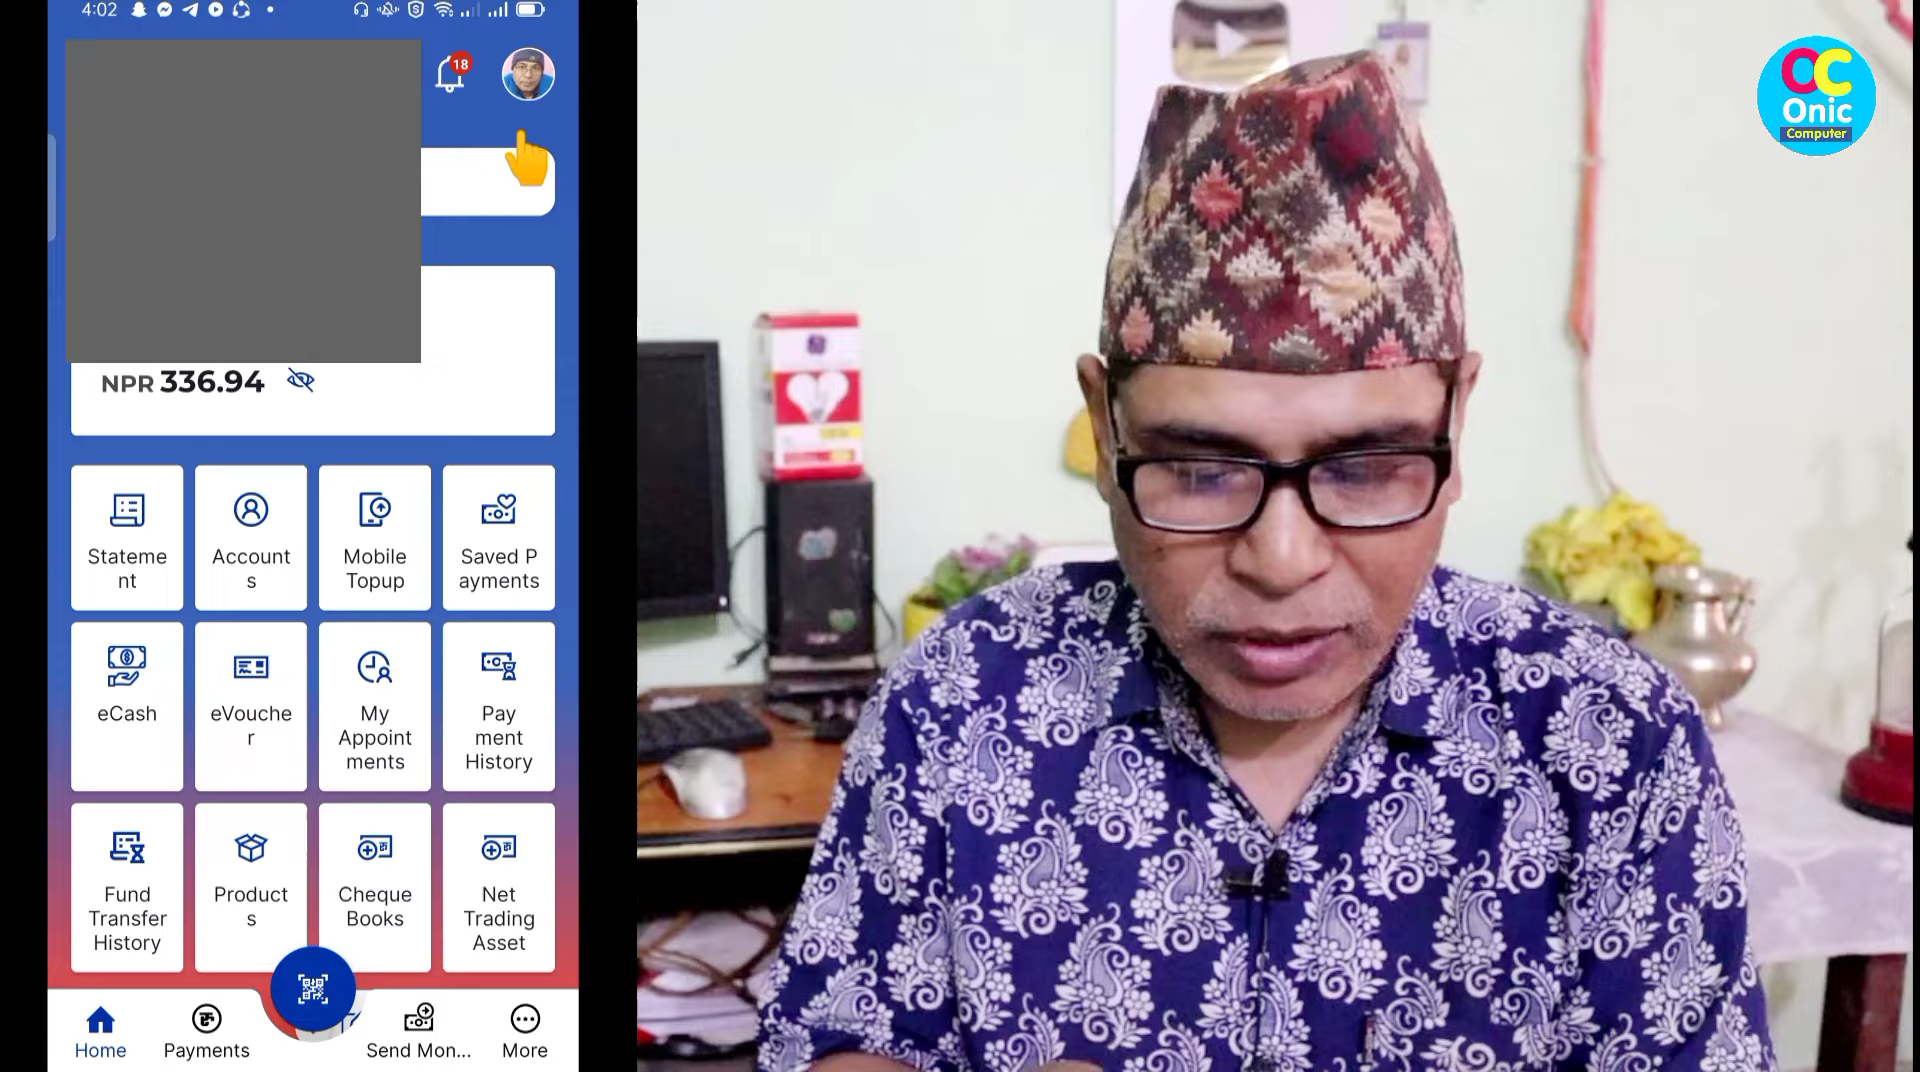 4:02
18
NPR 336.94
Stateme
nt
Account
s
Mobile
Topup
Saved P
ayments
eCash
eVouche
r
My
Appoint
ments
Pay
ment
History
Fund
Transfer
History
Product
s
Cheque
Books
Net
Trading
Asset
Home
Payments
Send Mon...
More
OC
Onic
Computer